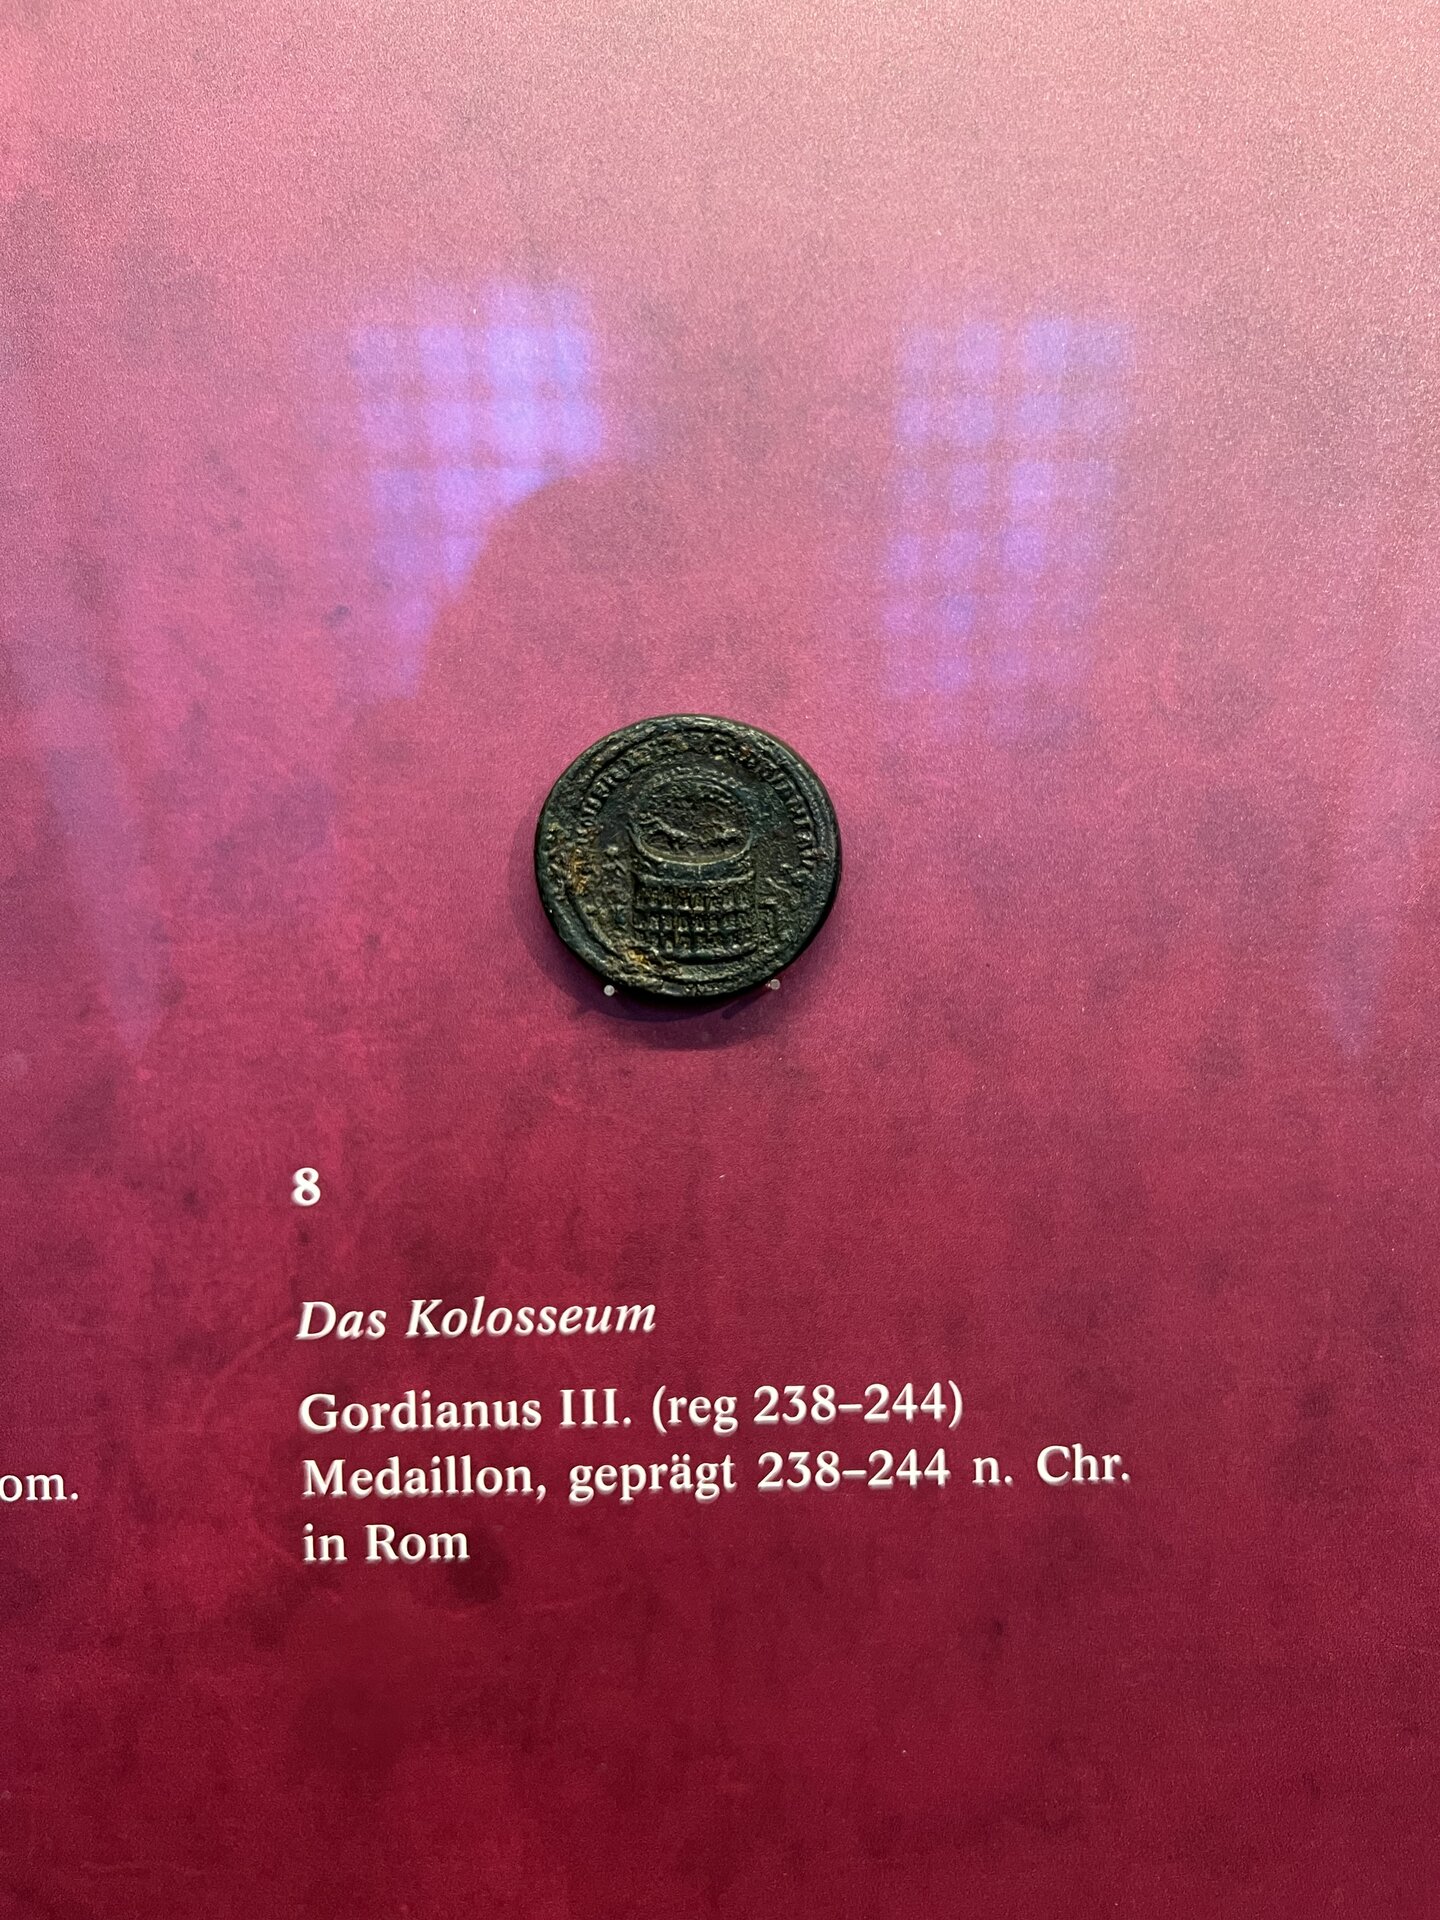 8
Das Kolosseum
Gordianus III. (reg 238–244)
Medaillon, geprägt 238–244 n. Chr.
in Rom
om.